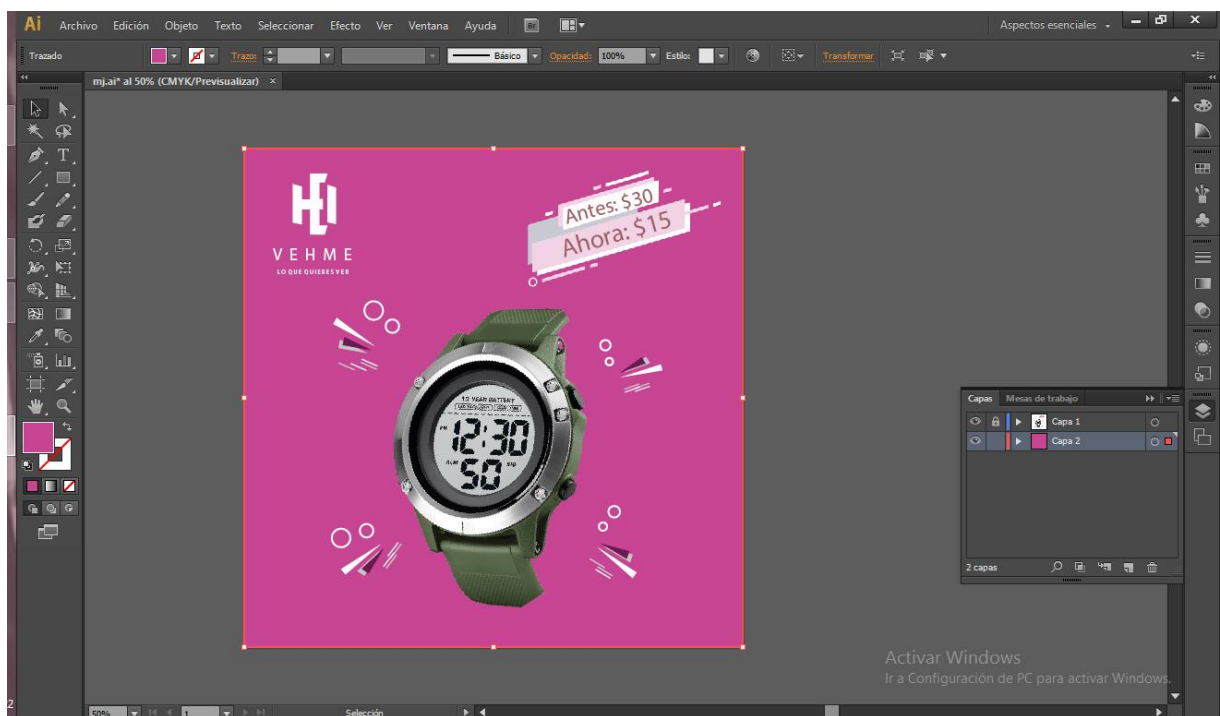 Ai Archivo Edición Objeto Texto Seleccionar Efecto Ver Ventana Ayuda Br Aspectos esenciales
Trazado Trazo: Básico Opacidad: 100% Estilo: Transformar
mj.ai* al 50% (CMYK/Previsualizar) ×
VEHME
LO QUE QUIERES VER
Antes: $30
Ahora: $15
10 YEAR BATTERY
12:30
50
Capas Mesas de trabajo
Capa 1
Capa 2
2 capas
Activar Windows
Ir a Configuración de PC para activar Windows.
2
50% 1 Selección